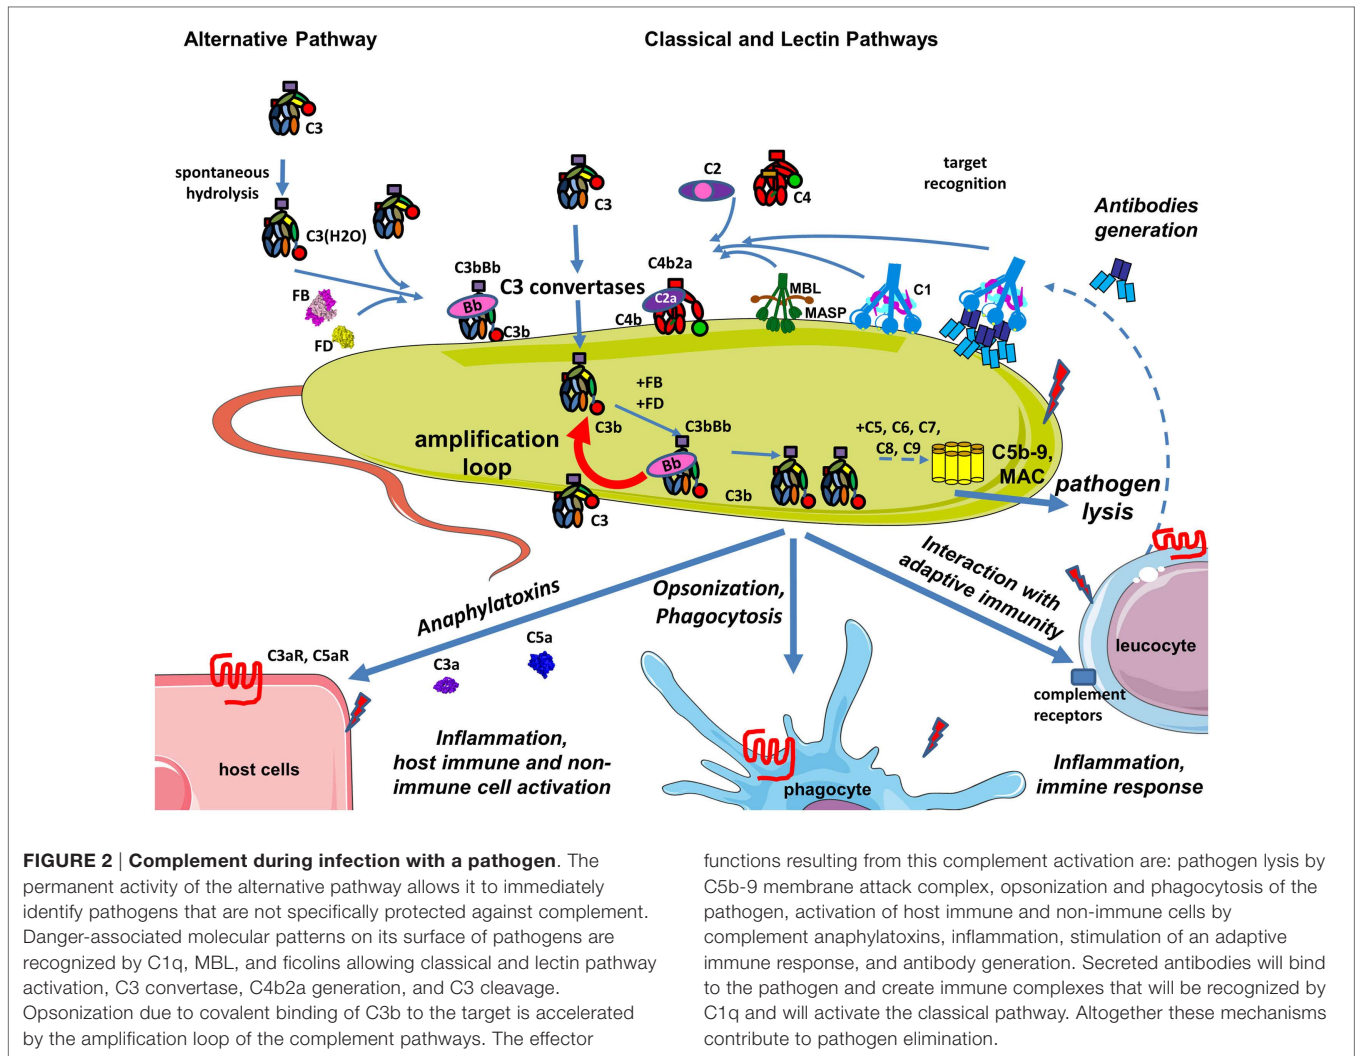 Alternative Pathway
Classical and Lectin Pathways
C3
spontaneous
hydrolysis
C3(H2O)
FB
FD
C3bBb
Bb
C3b
C3
C3 convertases
C2
C4
C4b2a
C2a
C4b
MBL
MASP
C1
target
recognition
Antibodies
generation
+FB
+FD
C3b
amplification
loop
C3bBb
Bb
C3b
C3
+C5, C6, C7,
C8, C9
C5b-9,
MAC
pathogen
lysis
Anaphylatoxins
Opsonization,
Phagocytosis
Interaction with
adaptive immunity
C3aR, C5aR
C3a
C5a
host cells
Inflammation,
host immune and non-
immune cell activation
phagocyte
leucocyte
complement
receptors
Inflammation,
immine response
FIGURE 2 | Complement during infection with a pathogen. The
permanent activity of the alternative pathway allows it to immediately
identify pathogens that are not specifically protected against complement.
Danger-associated molecular patterns on its surface of pathogens are
recognized by C1q, MBL, and ficolins allowing classical and lectin pathway
activation, C3 convertase, C4b2a generation, and C3 cleavage.
Opsonization due to covalent binding of C3b to the target is accelerated
by the amplification loop of the complement pathways. The effector
functions resulting from this complement activation are: pathogen lysis by
C5b-9 membrane attack complex, opsonization and phagocytosis of the
pathogen, activation of host immune and non-immune cells by
complement anaphylatoxins, inflammation, stimulation of an adaptive
immune response, and antibody generation. Secreted antibodies will bind
to the pathogen and create immune complexes that will be recognized by
C1q and will activate the classical pathway. Altogether these mechanisms
contribute to pathogen elimination.